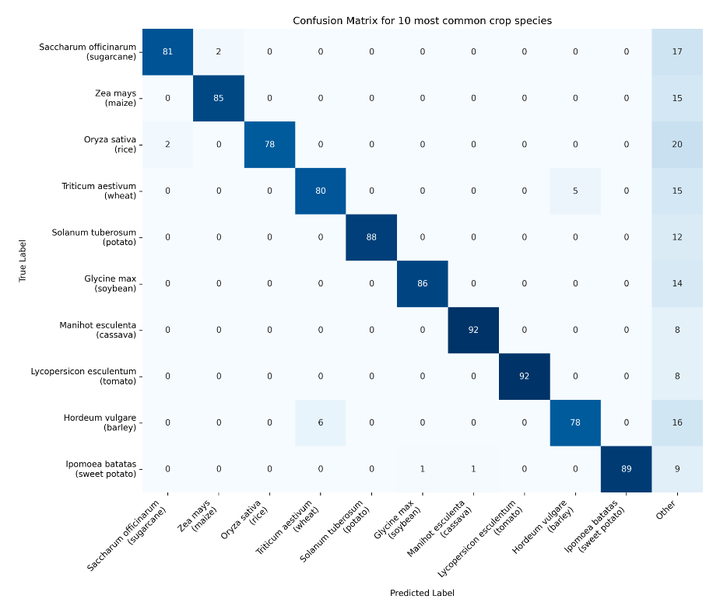 Confusion Matrix for 10 most common crop species
True Label
Saccharum officinarum
(sugarcane)
81 2 0 0 0 0 0 0 0 0 17
Zea mays
(maize)
0 85 0 0 0 0 0 0 0 0 15
Oryza sativa
(rice)
2 0 78 0 0 0 0 0 0 0 20
Triticum aestivum
(wheat)
0 0 0 80 0 0 0 0 5 0 15
Solanum tuberosum
(potato)
0 0 0 0 88 0 0 0 0 0 12
Glycine max
(soybean)
0 0 0 0 0 86 0 0 0 0 14
Manihot esculenta
(cassava)
0 0 0 0 0 0 92 0 0 0 8
Lycopersicon esculentum
(tomato)
0 0 0 0 0 0 0 92 0 0 8
Hordeum vulgare
(barley)
0 0 0 6 0 0 0 0 78 0 16
Ipomoea batatas
(sweet potato)
0 0 0 0 0 1 1 0 0 89 9
Saccharum officinarum
(sugarcane)
Zea mays
(maize)
Oryza sativa
(rice)
Triticum aestivum
(wheat)
Solanum tuberosum
(potato)
Glycine max
(soybean)
Manihot esculenta
(cassava)
Lycopersicon esculentum
(tomato)
Hordeum vulgare
(barley)
Ipomoea batatas
(sweet potato)
Other
Predicted Label